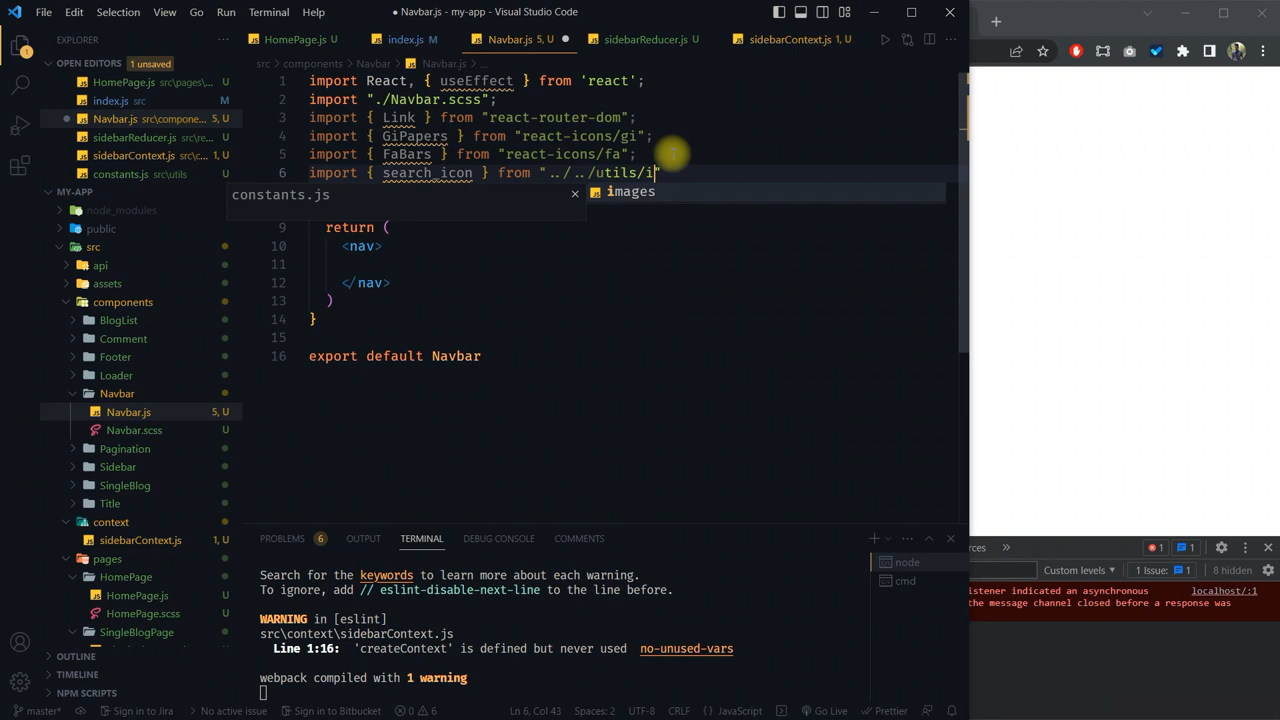 File Edit Selection View Go Run Terminal Help
Navbar.js - my-app - Visual Studio Code
EXPLORER
OPEN EDITORS 1 unsaved
HomePage.js src\pages\... U
index.js src M
Navbar.js src\compone... 5, U
sidebarReducer.js src\re... U
sidebarContext.js src\... 1, U
constants.js src\utils U
MY-APP
node_modules
public
src
api
assets
components
BlogList
Comment
Footer
Loader
Navbar
Navbar.js 5, U
Navbar.scss U
Pagination
Sidebar
SingleBlog
Title
context
sidebarContext.js 1, U
pages
HomePage
HomePage.js U
HomePage.scss U
SingleBlogPage
OUTLINE
TIMELINE
NPM SCRIPTS
HomePage.js U
index.js M
Navbar.js 5, U
sidebarReducer.js U
sidebarContext.js 1, U
src > components > Navbar > Navbar.js > ...
1 import React, { useEffect } from 'react';
2 import "./Navbar.scss";
3 import { Link } from "react-router-dom";
4 import { GiPapers } from "react-icons/gi";
5 import { FaBars } from "react-icons/fa";
6 import { search_icon } from "../../utils/i"
images
constants.js
9 return (
10 <nav>
11
12 </nav>
13 )
14 }
15
16 export default Navbar
PROBLEMS 6 OUTPUT TERMINAL DEBUG CONSOLE COMMENTS
node
cmd
Search for the keywords to learn more about each warning.
To ignore, add // eslint-disable-next-line to the line before.
WARNING in [eslint]
src\context\sidebarContext.js
Line 1:16: 'createContext' is defined but never used no-unused-vars
webpack compiled with 1 warning
master* Sign in to Jira No active issue Sign in to Bitbucket 0 6 Ln 6, Col 43 Spaces: 2 UTF-8 CRLF JavaScript Go Live Prettier
rces 1 1
Custom levels 1 Issue: 1 8 hidden
istener indicated an asynchronous localhost/:1
the message channel closed before a response was